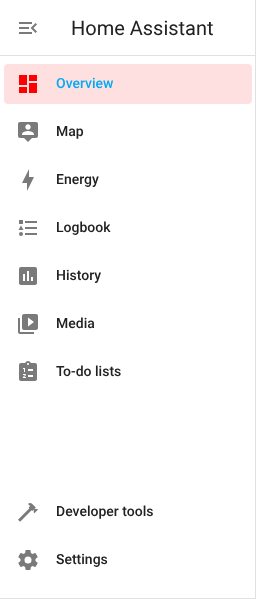 Home Assistant
Overview
Map
Energy
Logbook
History
Media
To-do lists
Developer tools
Settings